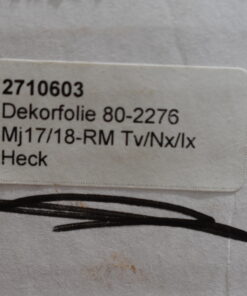 2710603
Dekorfolie 80-2276
Mj17/18-RM Tv/Nx/Ix
Heck